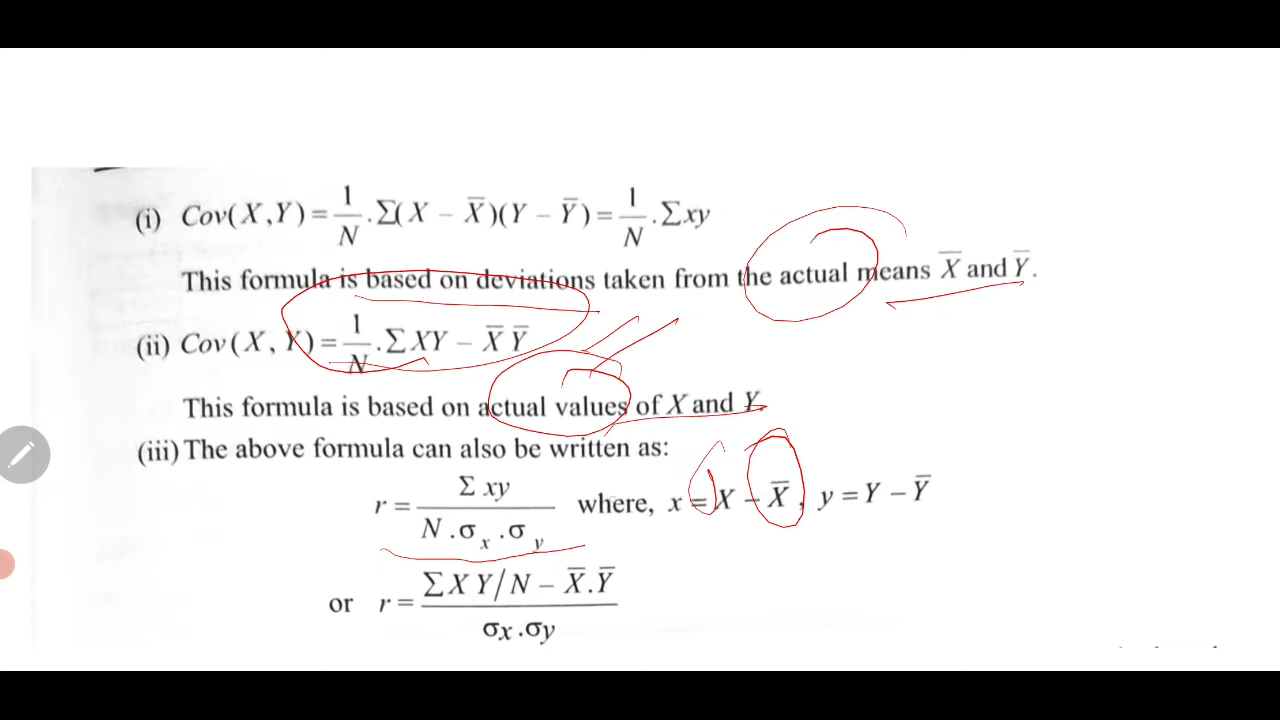 (i) Cov(X,Y) = 1/N . Σ(X − X̄)(Y − Ȳ) = 1/N . Σxy
This formula is based on deviations taken from the actual means X̄ and Ȳ.
(ii) Cov(X, Y) = 1/N . Σ XY − X̄ Ȳ
This formula is based on actual values of X and Y.
(iii) The above formula can also be written as:
r = Σ xy / N .σx .σy where, x = X − X̄, y = Y − Ȳ
or r = ΣX Y/N − X̄.Ȳ / σx .σy